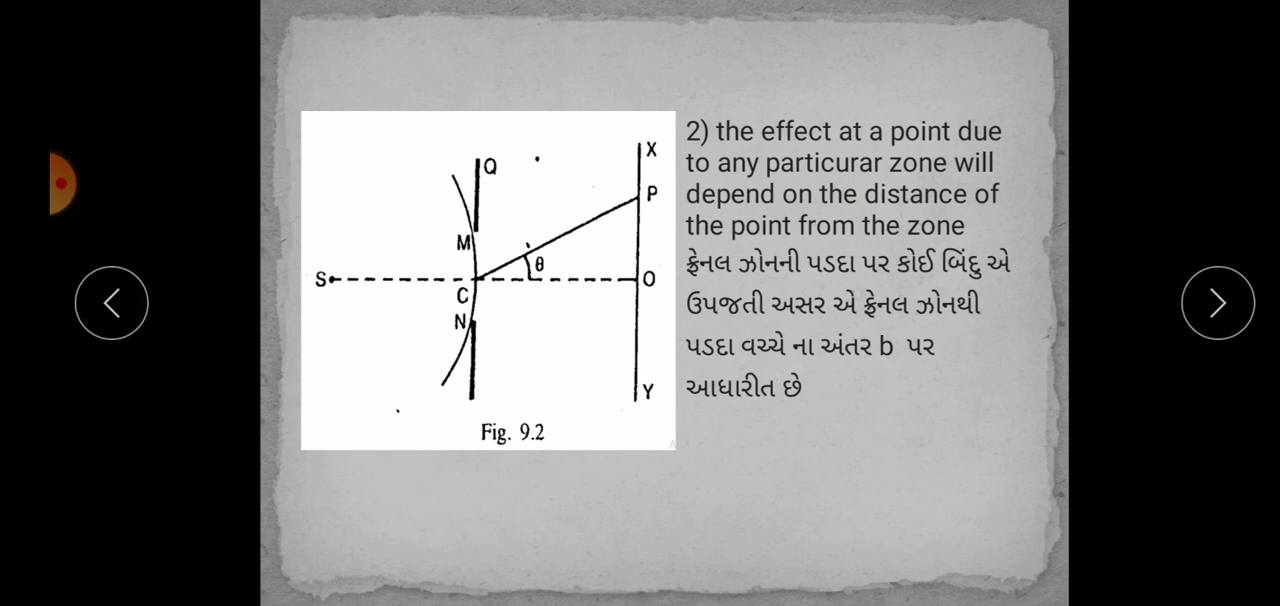 Q
X
P
M
θ
S
O
C
N
Y
Fig. 9.2
2) the effect at a point due
to any particurar zone will
depend on the distance of
the point from the zone
ફ્રેનલ ઝોનની પડદા પર કોઈ બિંદુ એ
ઉપજતી અસર એ ફ્રેનલ ઝોનથી
પડદા વચ્ચે ના અંતર b પર
આધારીત છે